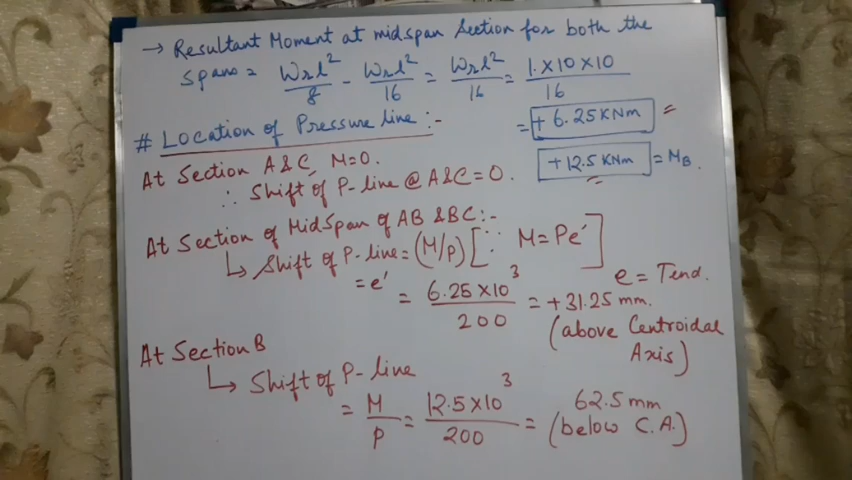 → Resultant Moment at midspan Section for both the
spans = Wrl²/8 - Wrl²/16 = Wrl²/16 = 1. × 10 × 10/16
= + 6.25 KNm
# Location of Pressure line :-
+ 12.5 KNm = MB.
At Section A & C, M=0.
∴ Shift of P-line @ A&C = 0.
At Section of MidSpan of AB & BC :-
↳ Shift of P-line = (M/P) [∵ M = Pe']
= e'
= 6.25 × 10³/200 = +31.25 mm.
e = Tend.
(above Centroidal
Axis)
At Section B
↳ Shift of P-line
= M/P = 12.5 × 10³/200 = 62.5 mm
(below C.A.)